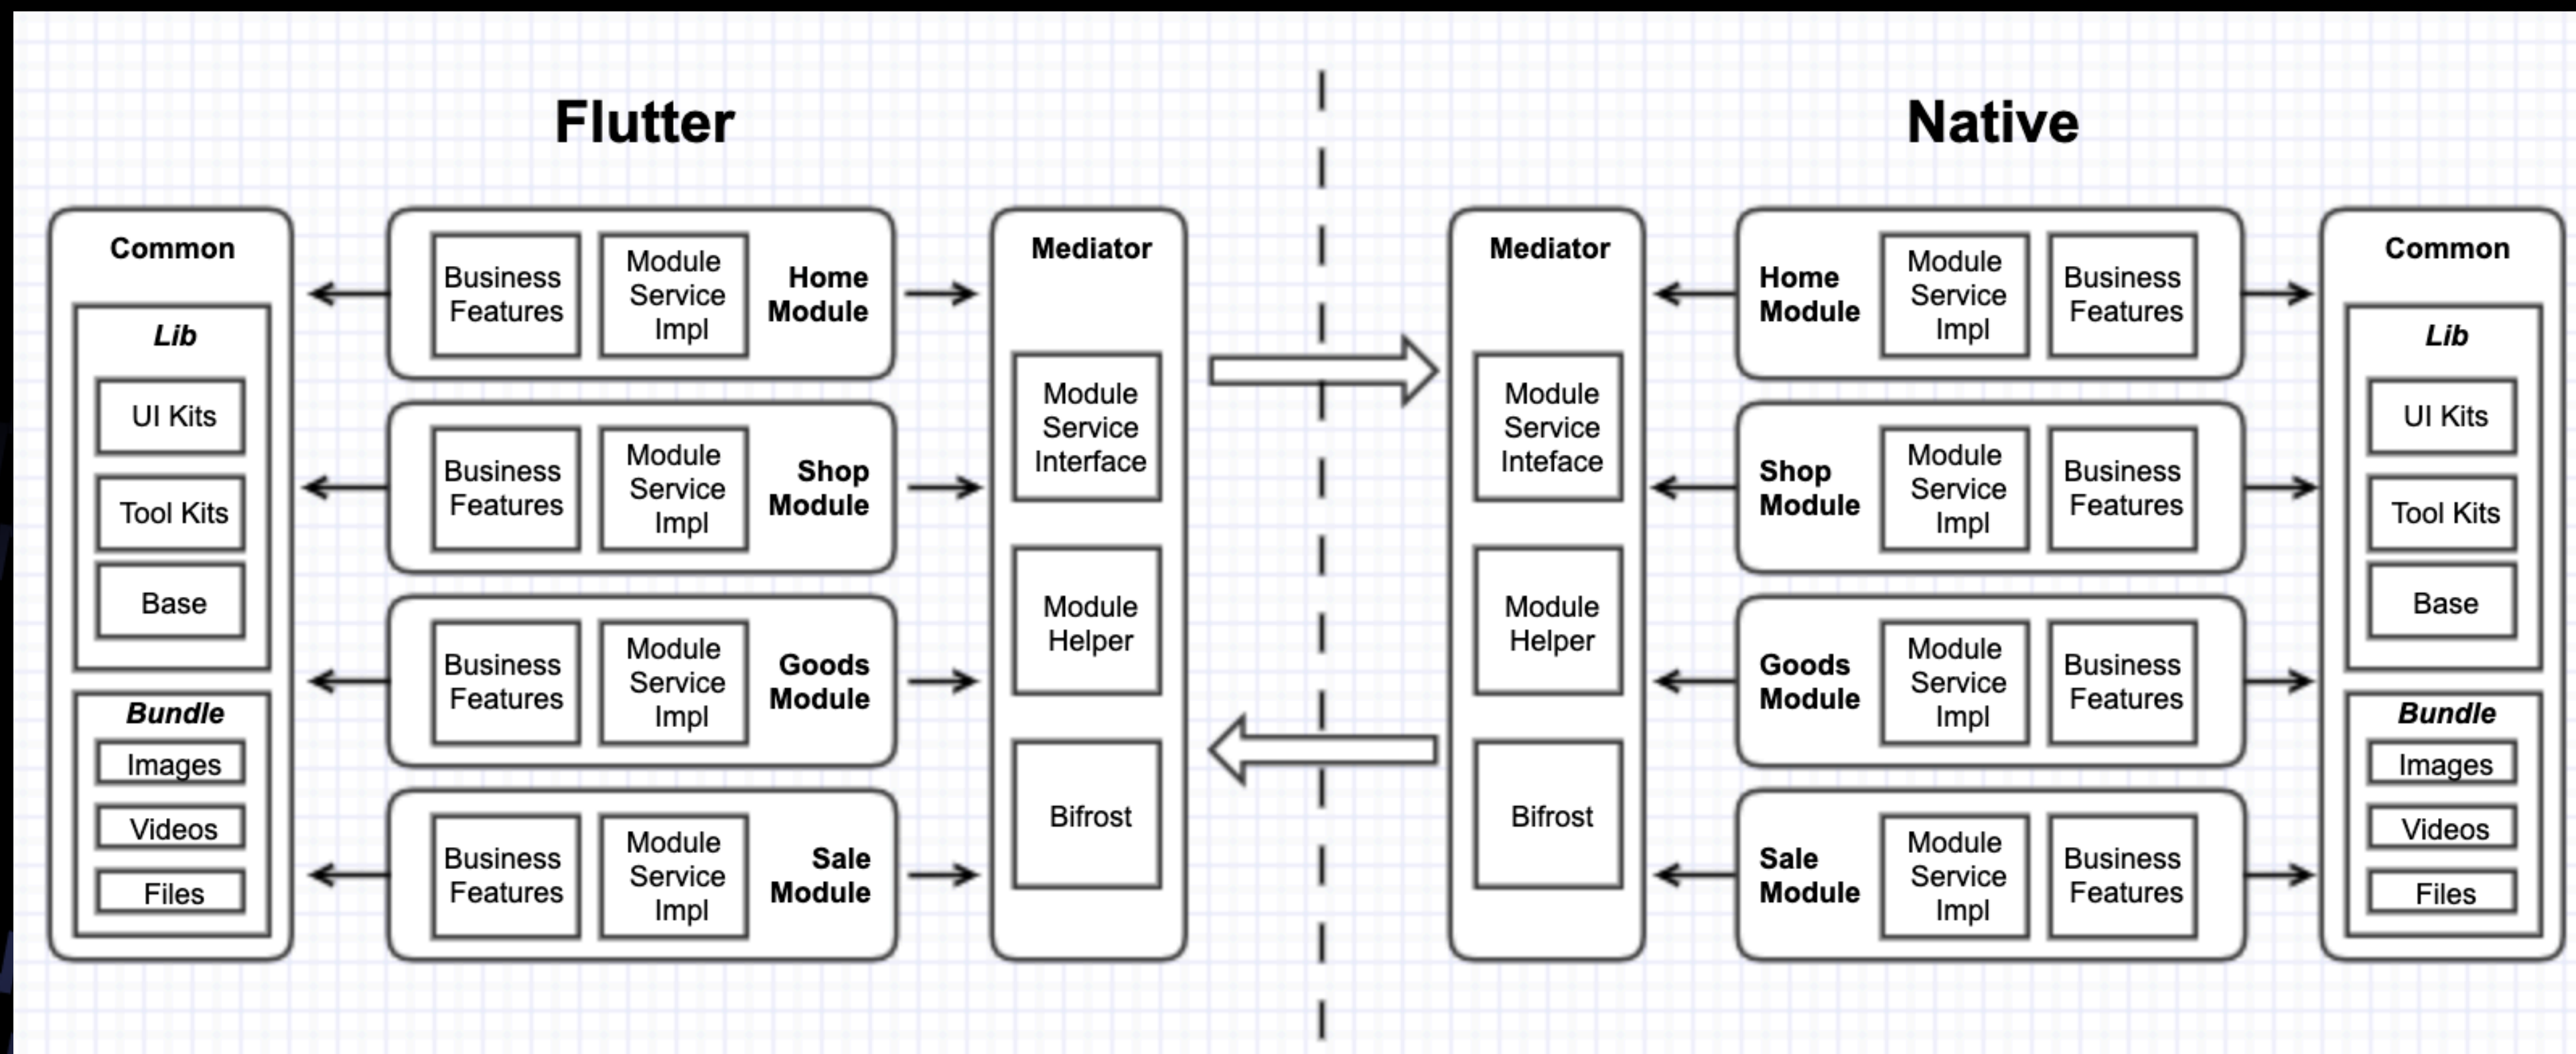 Flutter
Native
Common
Lib
UI Kits
Tool Kits
Base
Bundle
Images
Videos
Files
Business
Features
Module
Service
Impl
Home
Module
Business
Features
Module
Service
Impl
Shop
Module
Business
Features
Module
Service
Impl
Goods
Module
Business
Features
Module
Service
Impl
Sale
Module
Mediator
Module
Service
Interface
Module
Helper
Bifrost
Mediator
Module
Service
Inteface
Module
Helper
Bifrost
Home
Module
Module
Service
Impl
Business
Features
Shop
Module
Module
Service
Impl
Business
Features
Goods
Module
Module
Service
Impl
Business
Features
Sale
Module
Module
Service
Impl
Business
Features
Common
Lib
UI Kits
Tool Kits
Base
Bundle
Images
Videos
Files